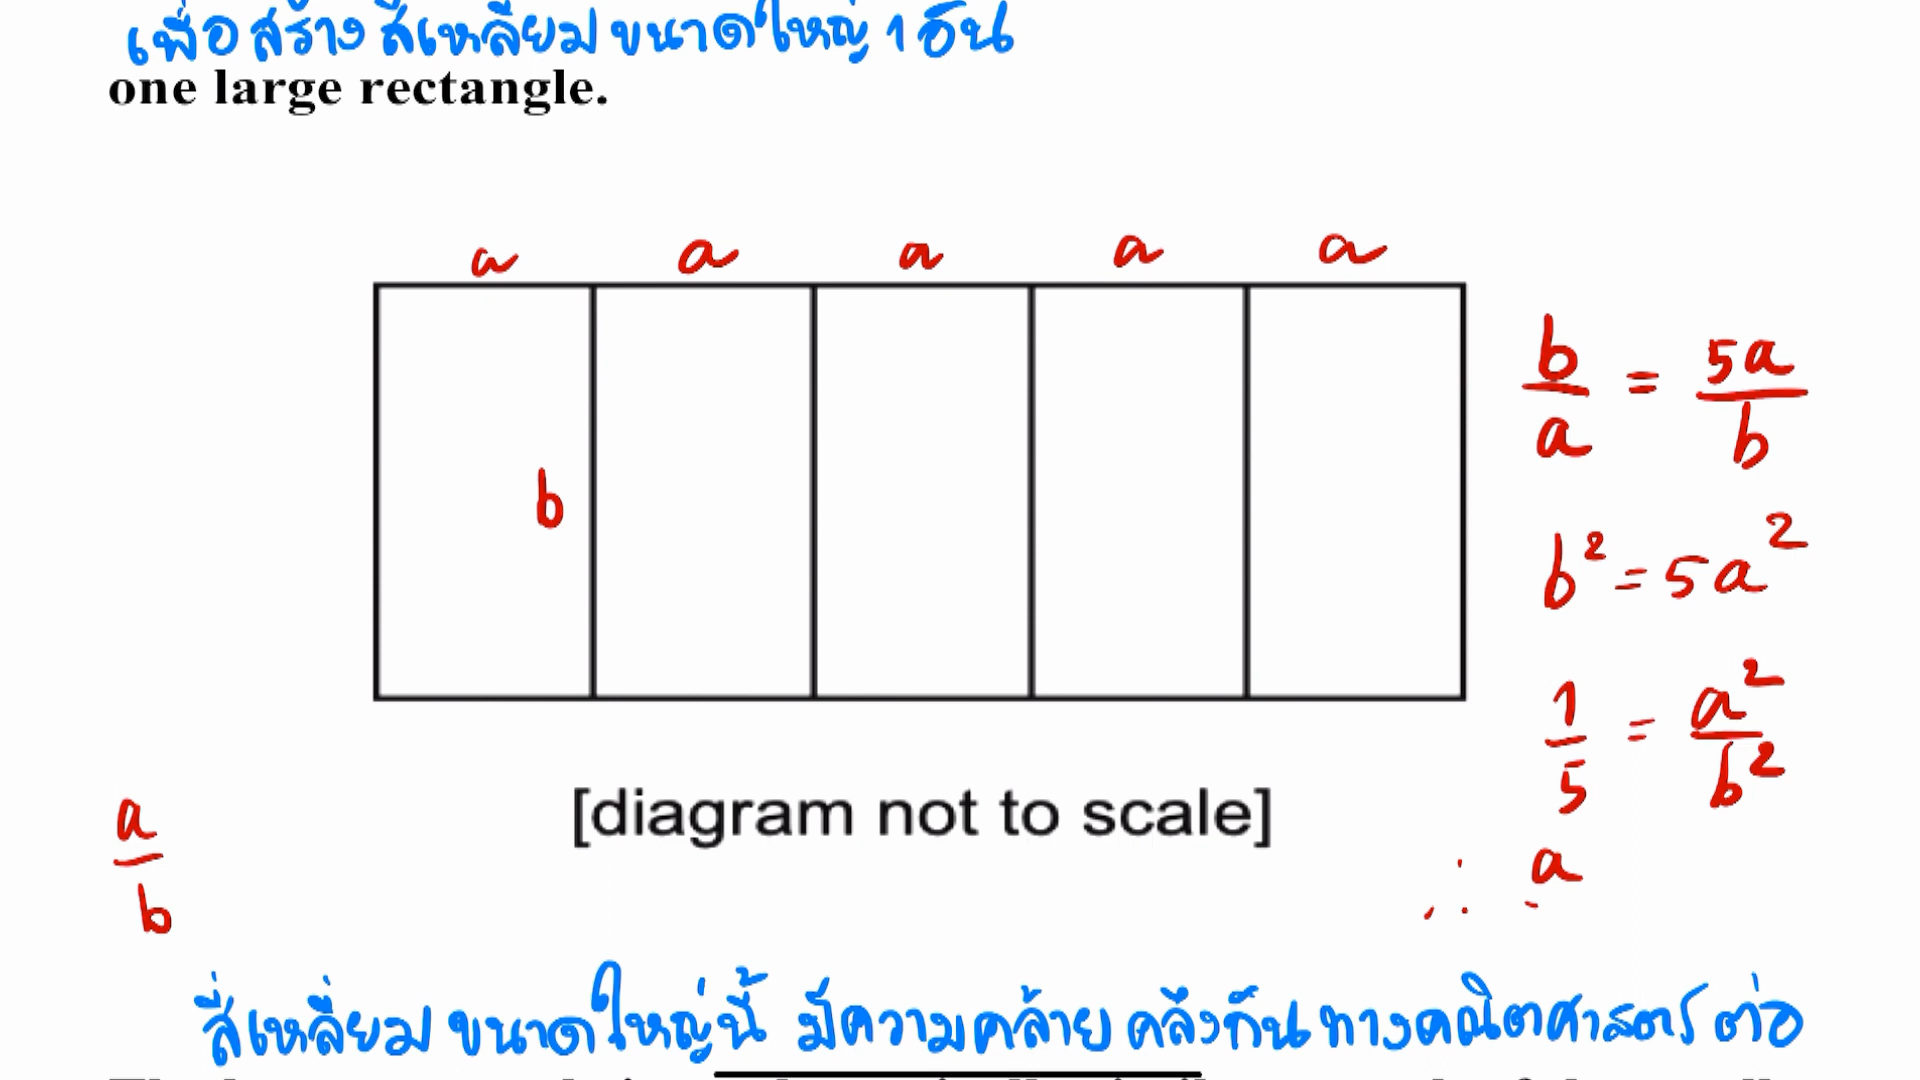 เพื่อสร้างสี่เหลี่ยมขนาดใหญ่ 1 อัน
one large rectangle.
a a a a a
b
b/a = 5a/b
b² = 5a²
1/5 = a²/b²
[diagram not to scale]
a/b
∴ a
สี่เหลี่ยมขนาดใหญ่นี้ มีความคล้ายคลึงกันทางคณิตศาสตร์ ต่อ